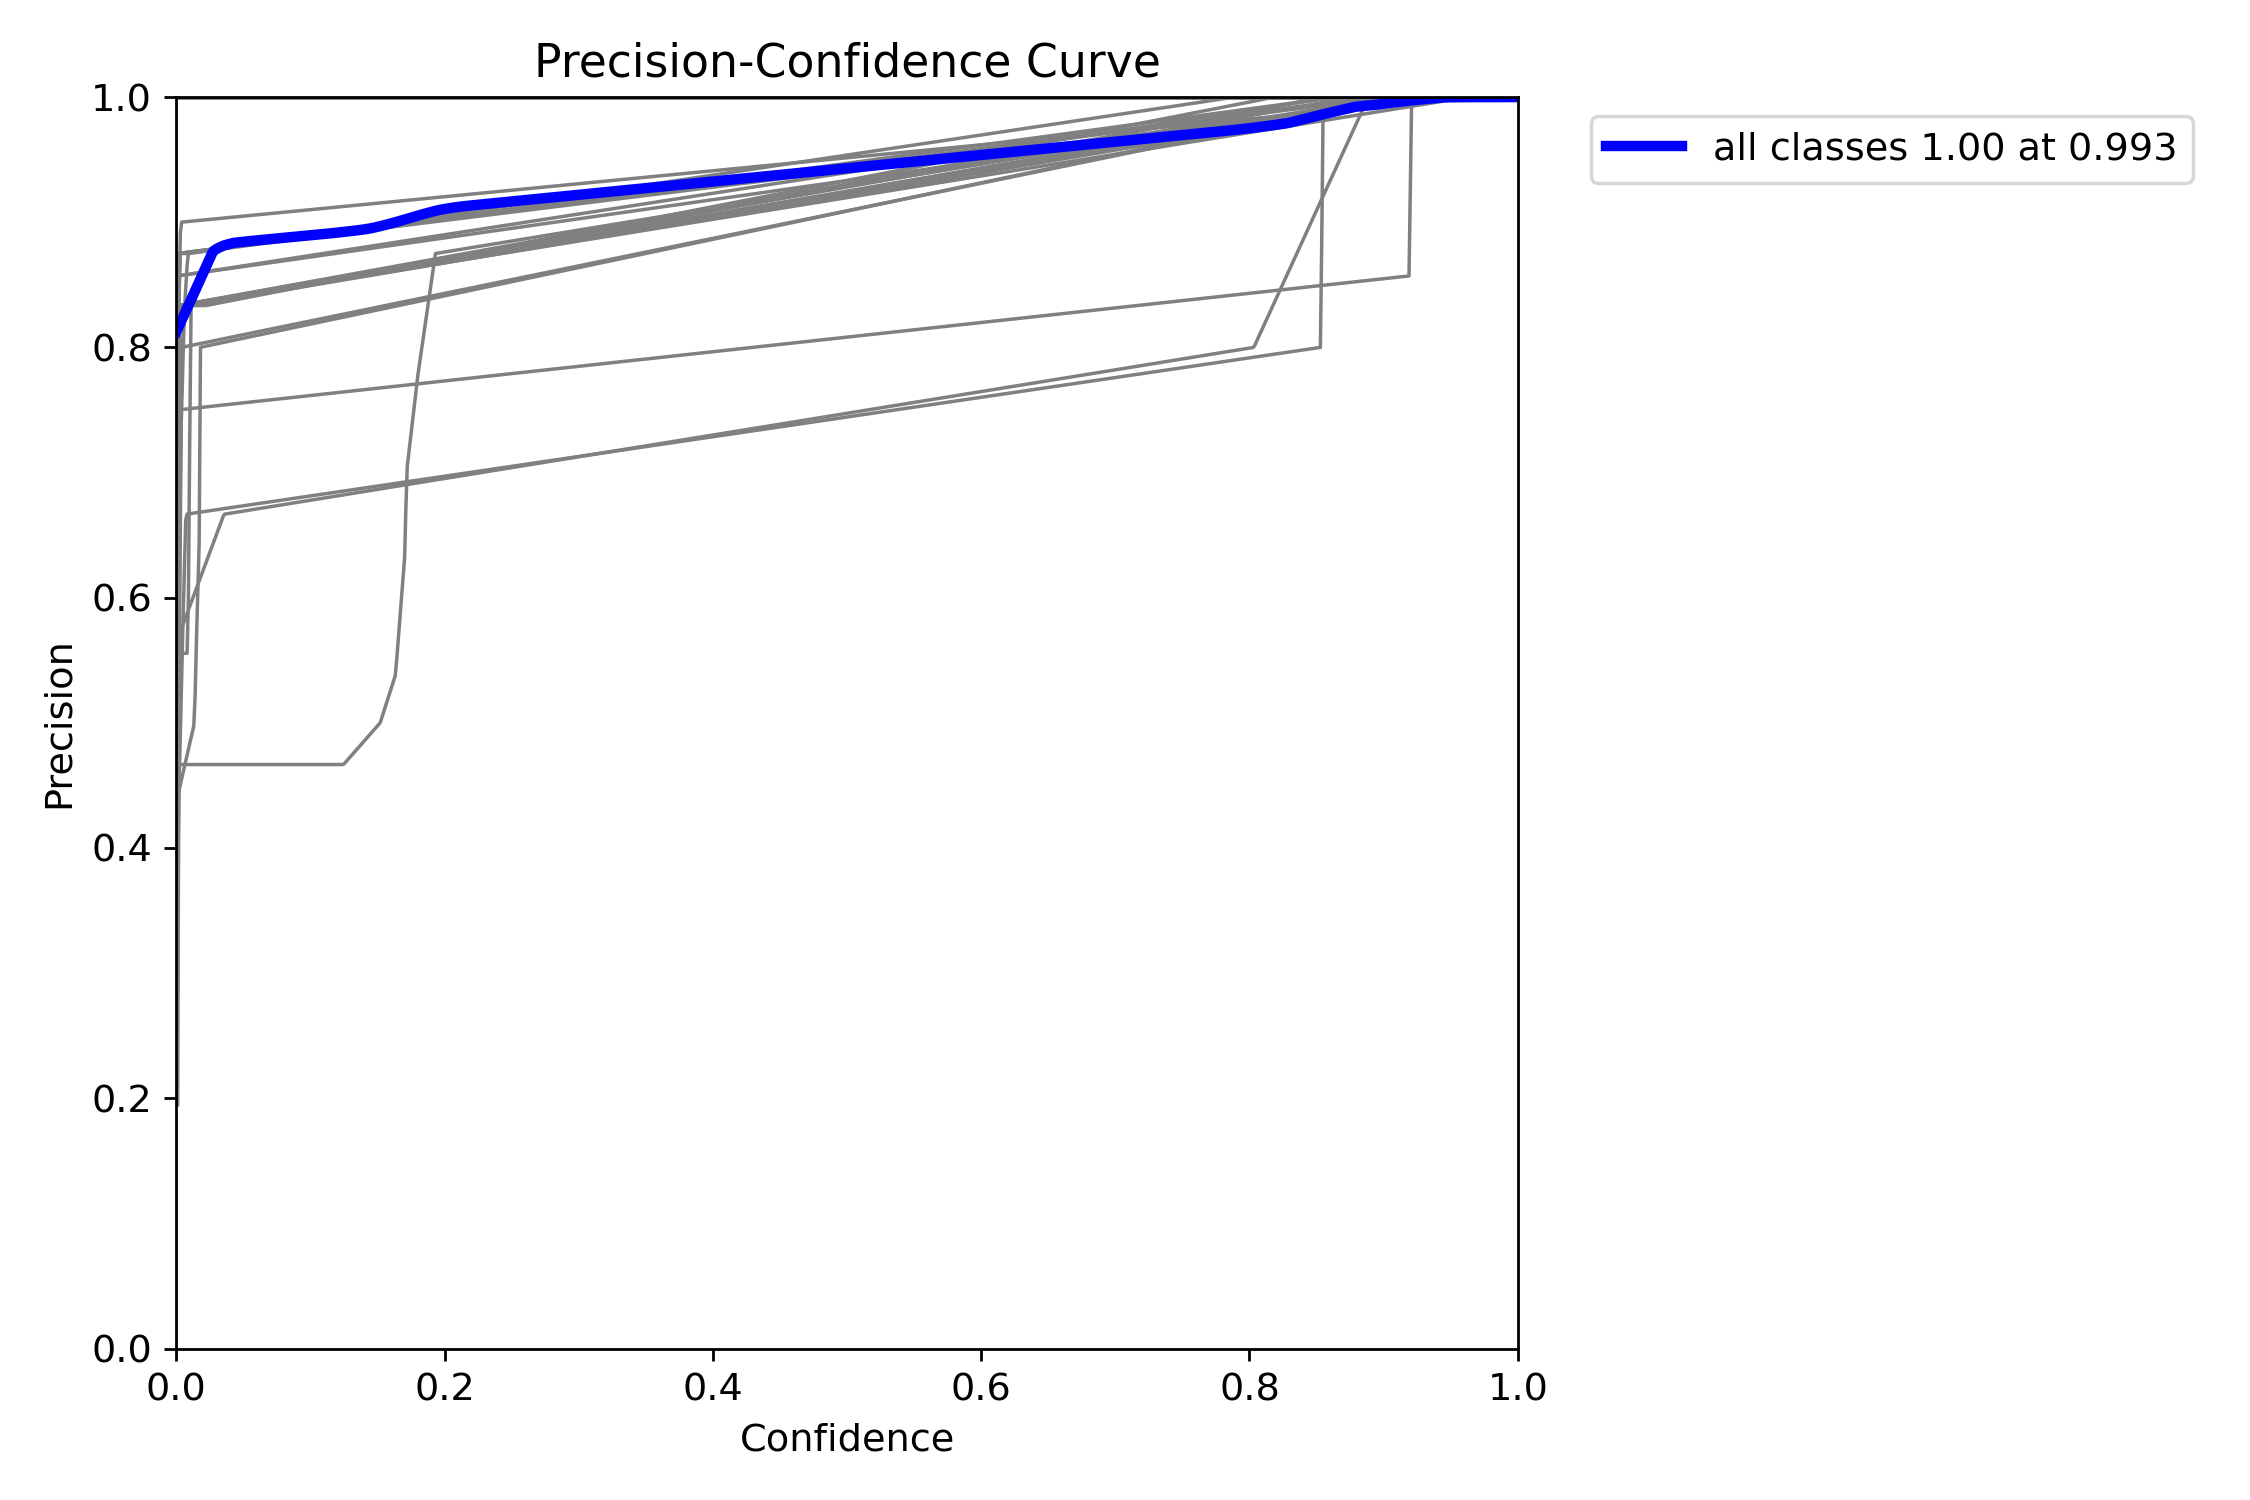 Precision-Confidence Curve
1.0
0.8
0.6
0.4
0.2
0.0
Precision
0.0 0.2 0.4 0.6 0.8 1.0
Confidence
all classes 1.00 at 0.993